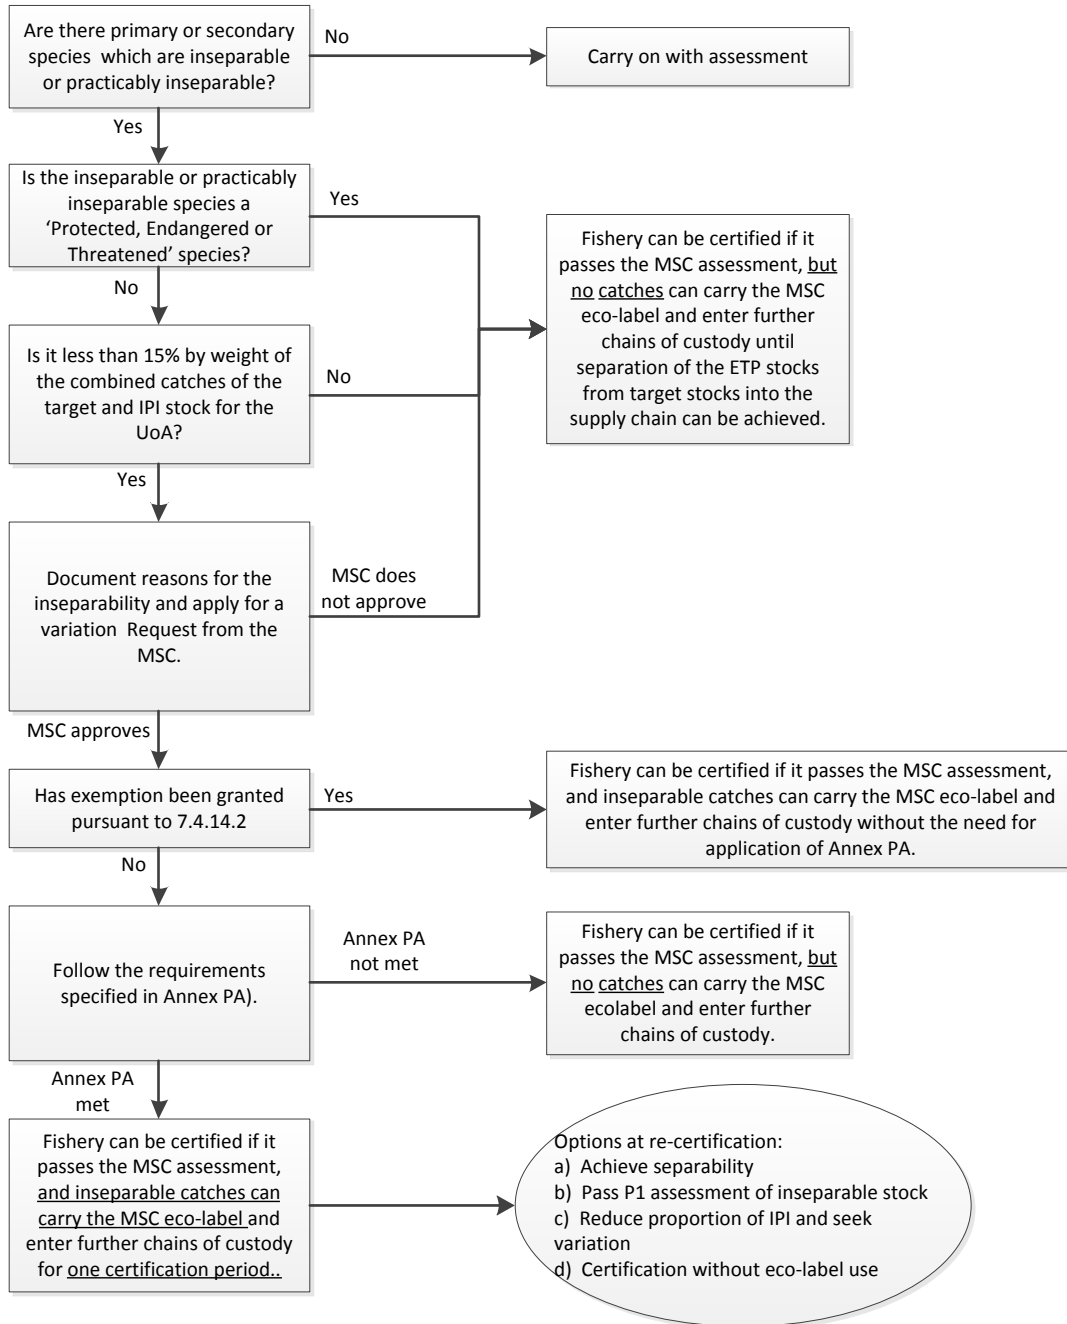 Are there primary or secondary
species  which are inseparable
or practicably inseparable?
No
Carry on with assessment
Yes
Is the inseparable or practicably
inseparable species a
‘Protected, Endangered or
Threatened’ species?
Yes
Fishery can be certified if it
passes the MSC assessment, but
no catches can carry the MSC
eco-label and enter further
chains of custody until
separation of the ETP stocks
from target stocks into the
supply chain can be achieved.
No
Is it less than 15% by weight of
the combined catches of the
target and IPI stock for the
UoA?
No
Yes
Document reasons for the
inseparability and apply for a
variation  Request from the
MSC.
MSC does
not approve
MSC approves
Has exemption been granted
pursuant to 7.4.14.2
Yes
Fishery can be certified if it passes the MSC assessment,
and inseparable catches can carry the MSC eco-label and
enter further chains of custody without the need for
application of Annex PA.
No
Follow the requirements
specified in Annex PA).
Annex PA
not met
Fishery can be certified if it
passes the MSC assessment, but
no catches can carry the MSC
ecolabel and enter further
chains of custody.
Annex PA
met
Fishery can be certified if it
passes the MSC assessment,
and inseparable catches can
carry the MSC eco-label and
enter further chains of custody
for one certification period..
Options at re-certification:
a)  Achieve separability
b)  Pass P1 assessment of inseparable stock
c)  Reduce proportion of IPI and seek
variation
d)  Certification without eco-label use